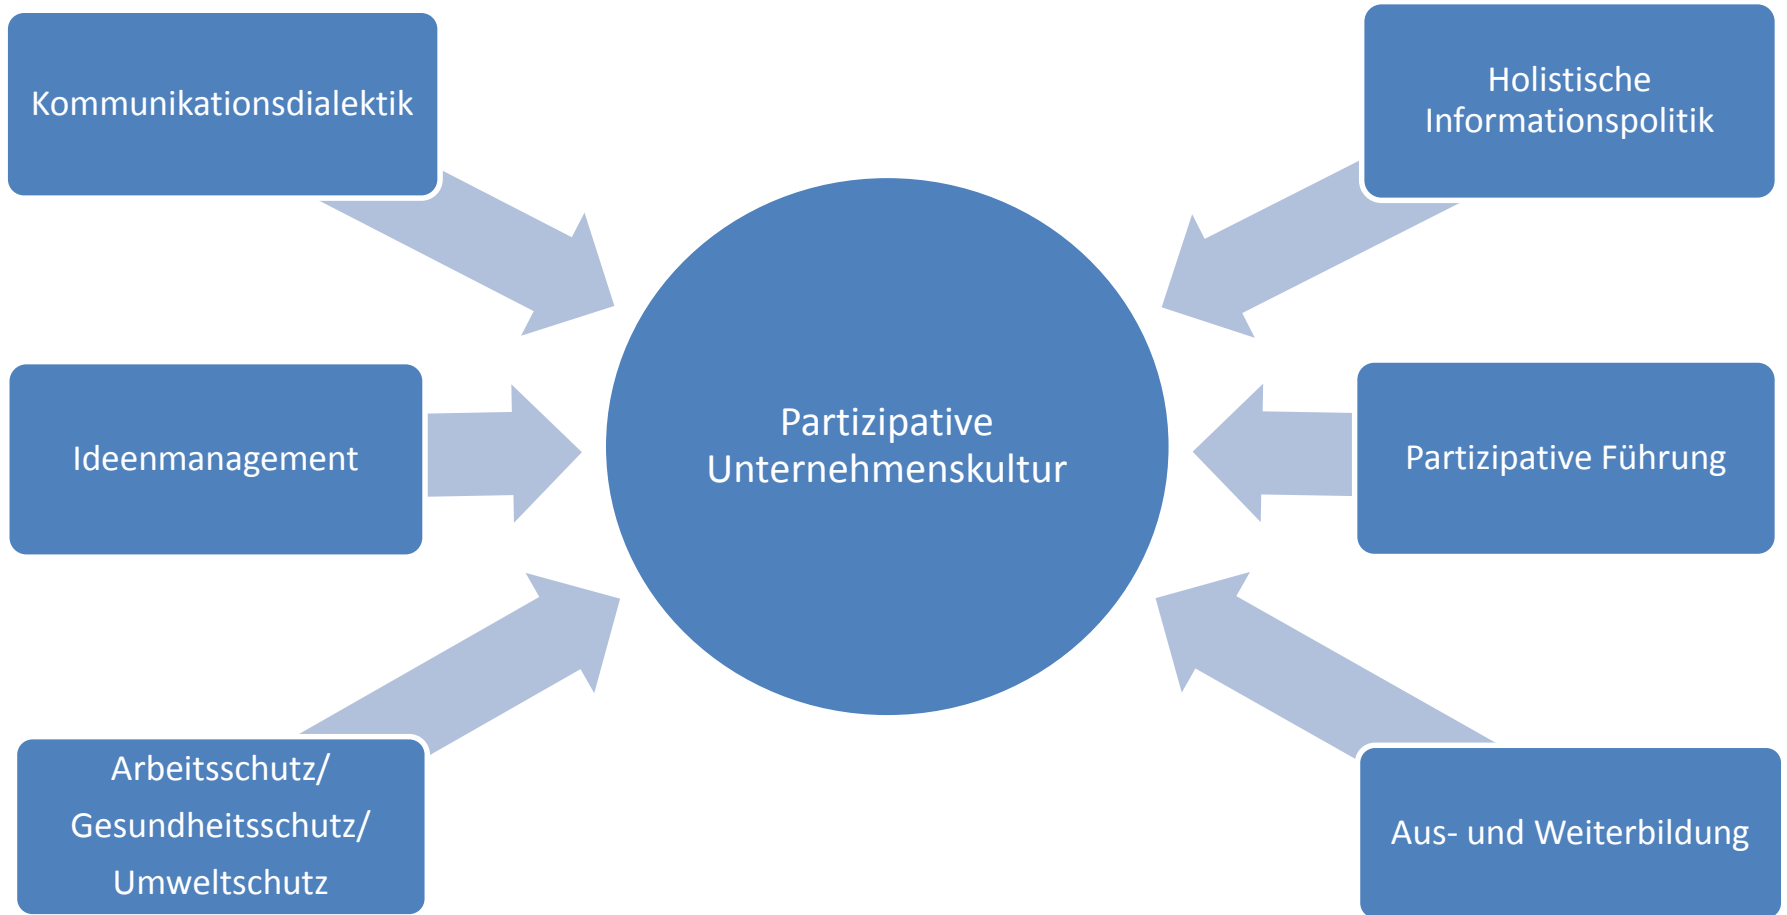 Kommunikationsdialektik
Holistische
Informationspolitik
Ideenmanagement
Partizipative
Unternehmenskultur
Partizipative Führung
Arbeitsschutz/
Gesundheitsschutz/
Umweltschutz
Aus- und Weiterbildung